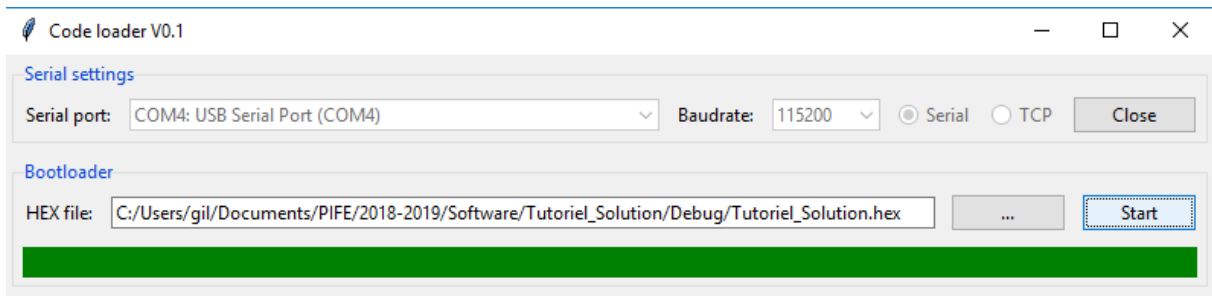 Code loader V0.1
Serial settings
Serial port: COM4: USB Serial Port (COM4) Baudrate: 115200 Serial TCP Close
Bootloader
HEX file: C:/Users/gil/Documents/PIFE/2018-2019/Software/Tutoriel_Solution/Debug/Tutoriel_Solution.hex ... Start